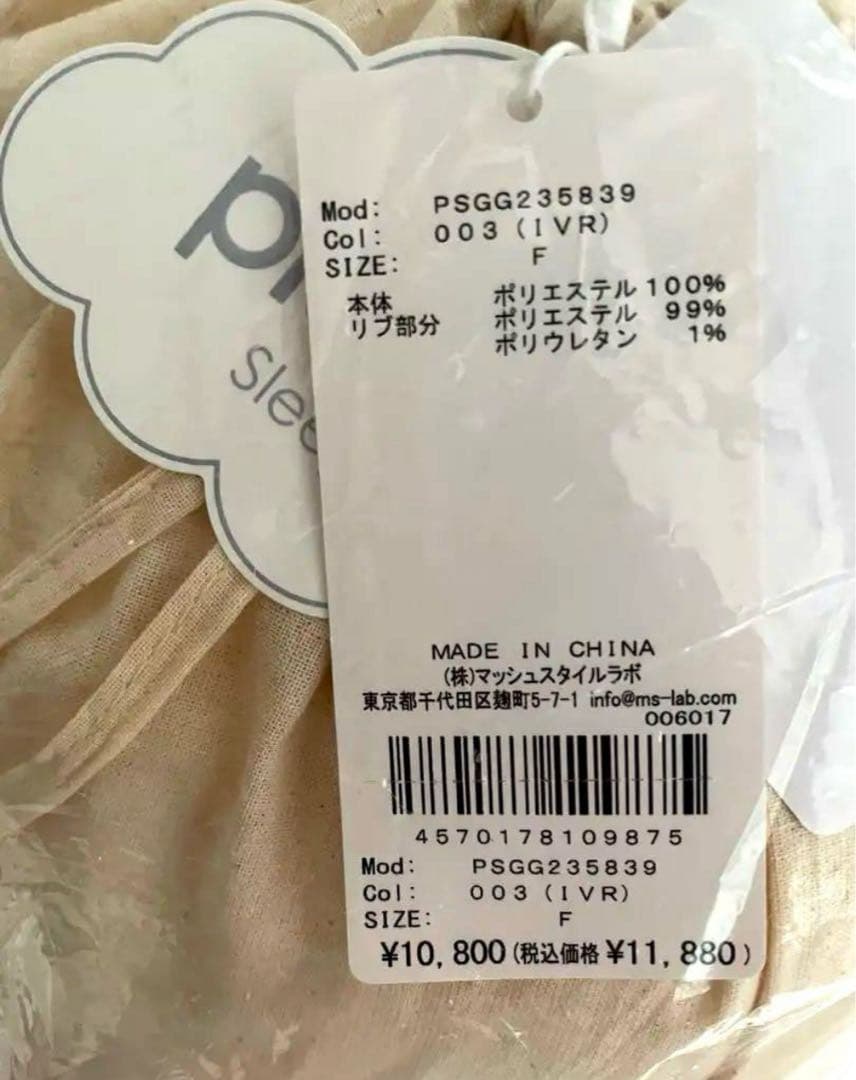 Mod: PSGG235839
Col: 003(IVR)
SIZE: F
本体 ポリエステル 100%
リブ部分 ポリエステル 99%
ポリウレタン 1%
MADE IN CHINA
(株)マッシュスタイルラボ
東京都千代田区麹町5-7-1 info@ms-lab.com
006017
4570178109875
Mod: PSGG235839
Col: 003(IVR)
SIZE: F
¥10,800(税込価格 ¥11,880)